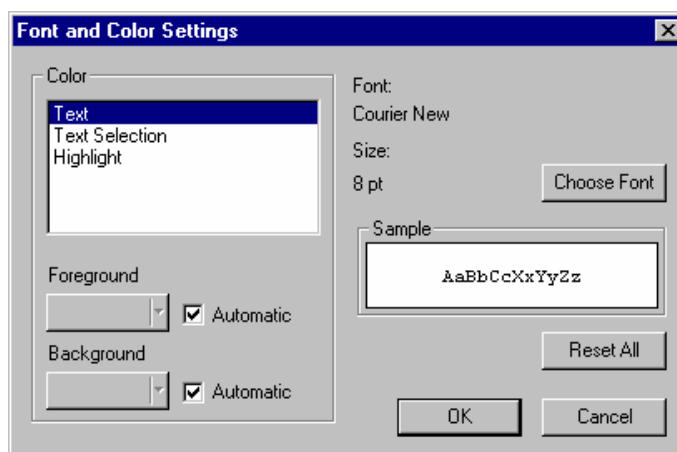 Font and Color Settings
Color
Text
Text Selection
Highlight
Foreground
Automatic
Background
Automatic
Font:
Courier New
Size:
8 pt
Choose Font
Sample
AaBbCcXxYyZz
Reset All
OK
Cancel